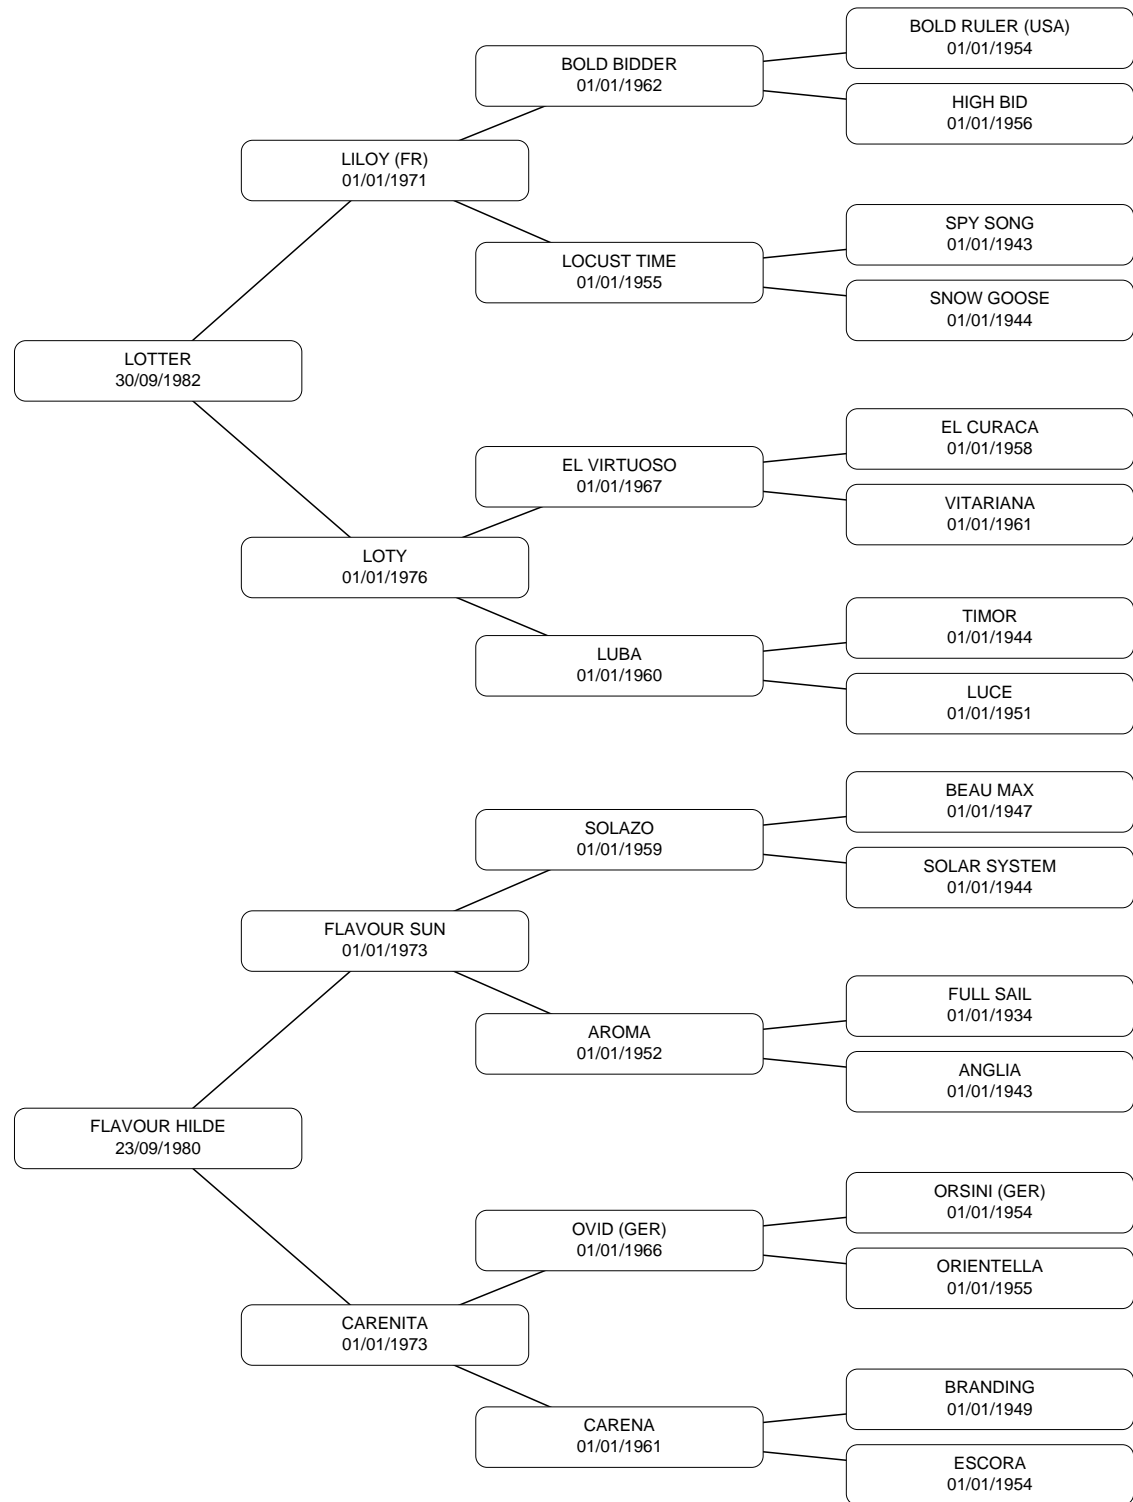 BOLD RULER (USA)
01/01/1954
BOLD BIDDER
01/01/1962
HIGH BID
01/01/1956
LILOY (FR)
01/01/1971
SPY SONG
01/01/1943
LOCUST TIME
01/01/1955
SNOW GOOSE
01/01/1944
LOTTER
30/09/1982
EL CURACA
01/01/1958
EL VIRTUOSO
01/01/1967
VITARIANA
01/01/1961
LOTY
01/01/1976
TIMOR
01/01/1944
LUBA
01/01/1960
LUCE
01/01/1951
BEAU MAX
01/01/1947
SOLAZO
01/01/1959
SOLAR SYSTEM
01/01/1944
FLAVOUR SUN
01/01/1973
FULL SAIL
01/01/1934
AROMA
01/01/1952
ANGLIA
01/01/1943
FLAVOUR HILDE
23/09/1980
ORSINI (GER)
01/01/1954
OVID (GER)
01/01/1966
ORIENTELLA
01/01/1955
CARENITA
01/01/1973
BRANDING
01/01/1949
CARENA
01/01/1961
ESCORA
01/01/1954